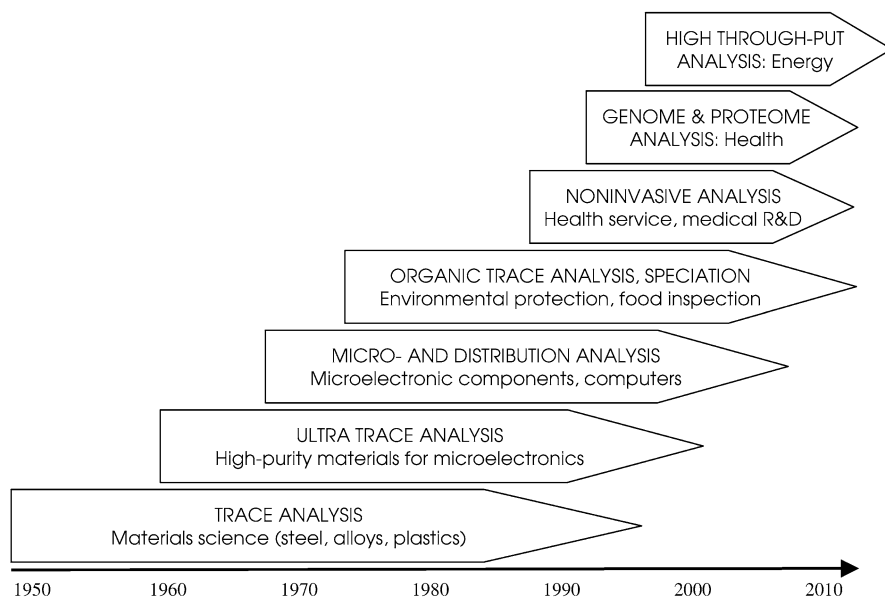 HIGH THROUGH-PUT
ANALYSIS: Energy
GENOME & PROTEOME
ANALYSIS: Health
NONINVASIVE ANALYSIS
Health service, medical R&D
ORGANIC TRACE ANALYSIS, SPECIATION
Environmental protection, food inspection
MICRO- AND DISTRIBUTION ANALYSIS
Microelectronic components, computers
ULTRA TRACE ANALYSIS
High-purity materials for microelectronics
TRACE ANALYSIS
Materials science (steel, alloys, plastics)
1950 1960 1970 1980 1990 2000 2010